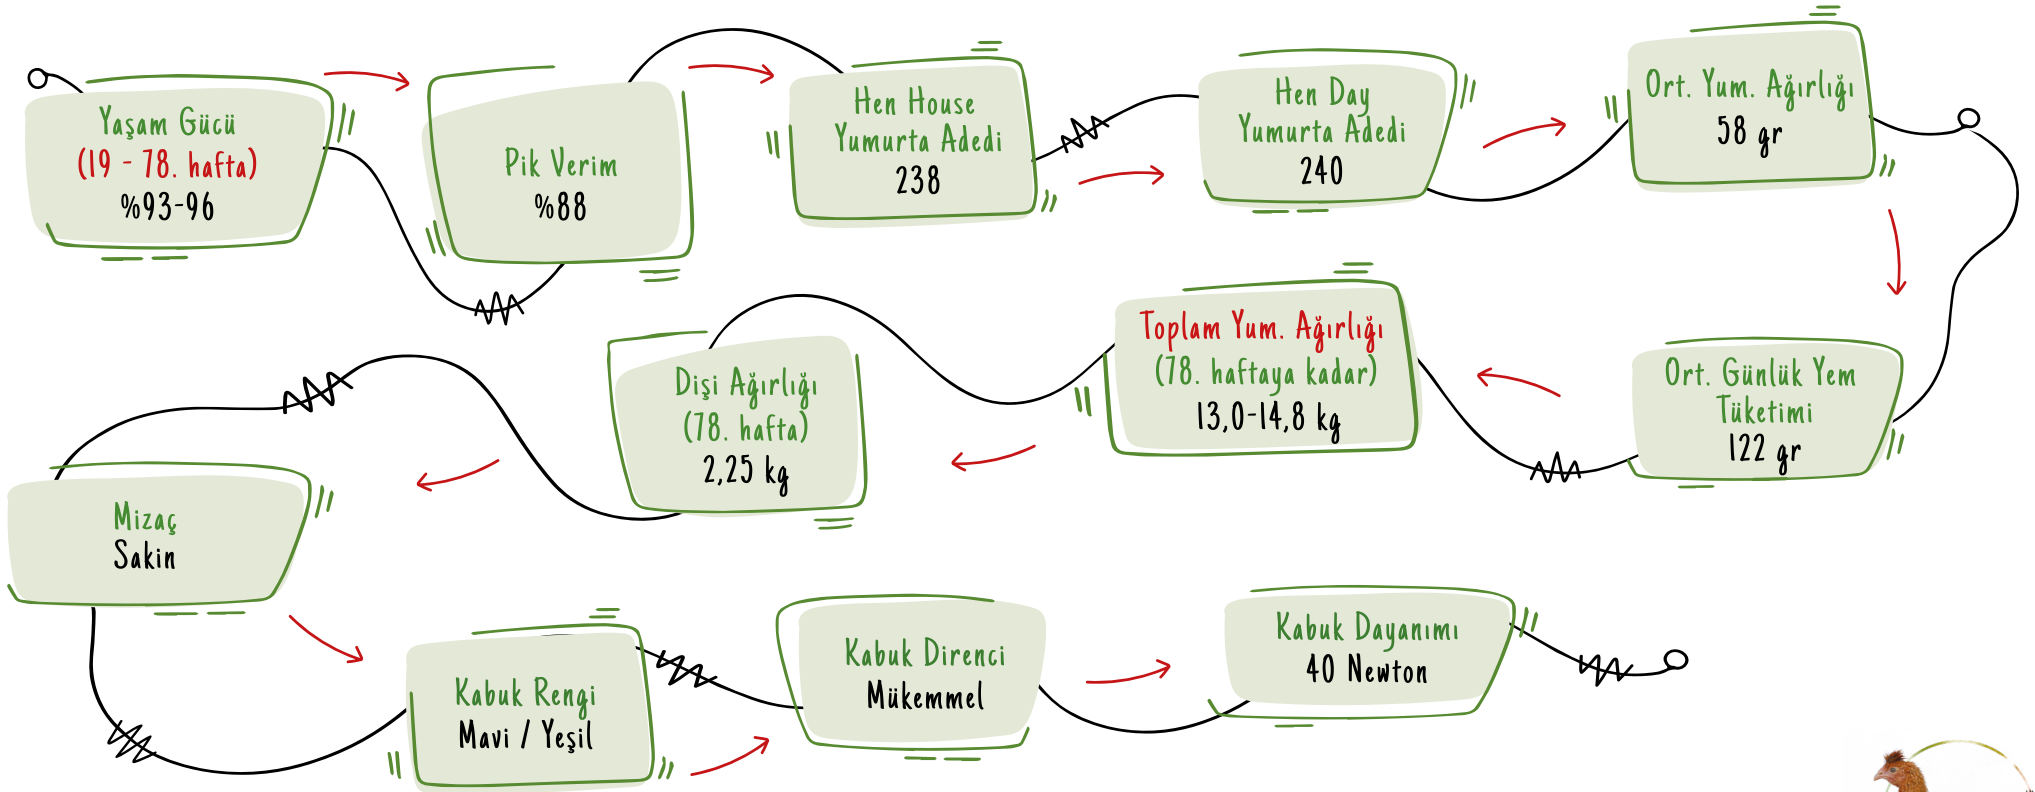 Yaşam Gücü
(19 - 78. hafta)
%93-96
Pik Verim
%88
Hen House
Yumurta Adedi
238
Hen Day
Yumurta Adedi
240
Ort. Yum. Ağırlığı
58 gr
Ort. Günlük Yem
Tüketimi
122 gr
Toplam Yum. Ağırlığı
(78. haftaya kadar)
13,0-14,8 kg
Dişi Ağırlığı
(78. hafta)
2,25 kg
Mizaç
Sakin
Kabuk Rengi
Mavi / Yeşil
Kabuk Direnci
Mükemmel
Kabuk Dayanımı
40 Newton